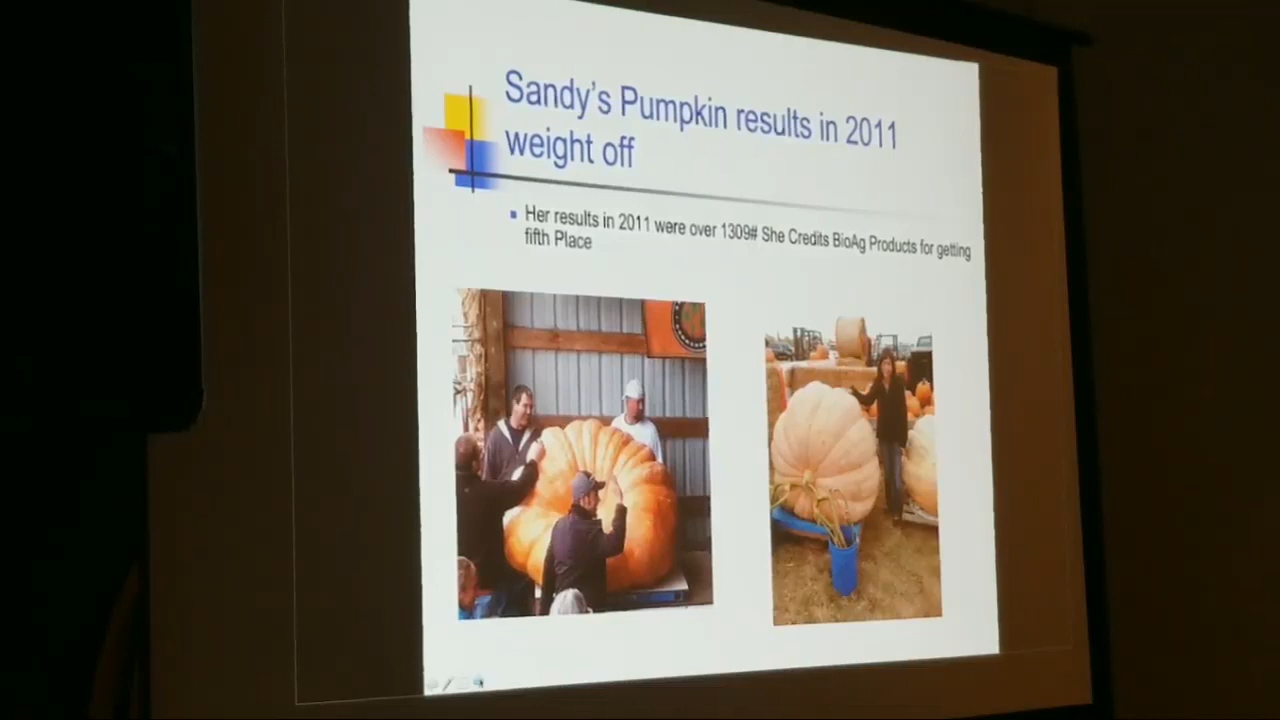 Sandy's Pumpkin results in 2011
weight off
Her results in 2011 were over 1309# She Credits BioAg Products for getting
fifth Place